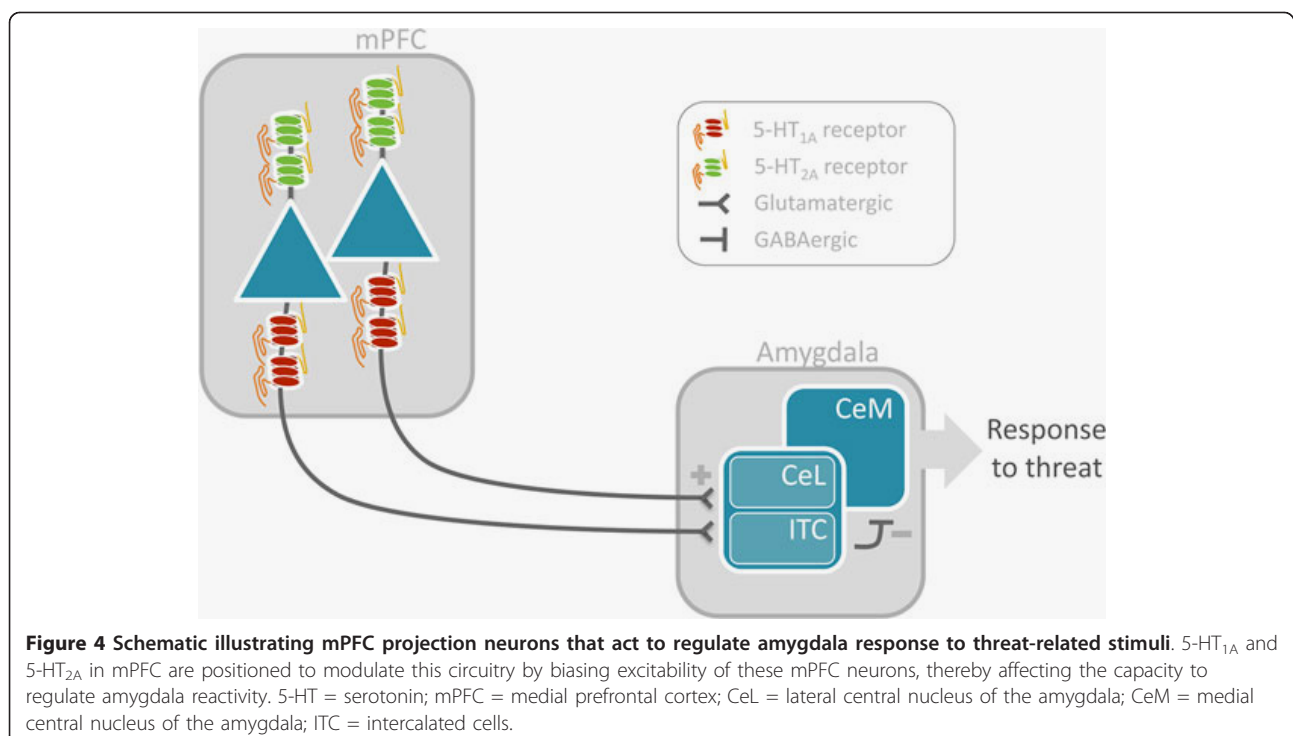 mPFC
5-HT1A receptor
5-HT2A receptor
Glutamatergic
GABAergic
Amygdala
CeM
+
CeL
ITC
−
Response
to threat
Figure 4 Schematic illustrating mPFC projection neurons that act to regulate amygdala response to threat-related stimuli. 5-HT1A and
5-HT2A in mPFC are positioned to modulate this circuitry by biasing excitability of these mPFC neurons, thereby affecting the capacity to
regulate amygdala reactivity. 5-HT = serotonin; mPFC = medial prefrontal cortex; CeL = lateral central nucleus of the amygdala; CeM = medial
central nucleus of the amygdala; ITC = intercalated cells.